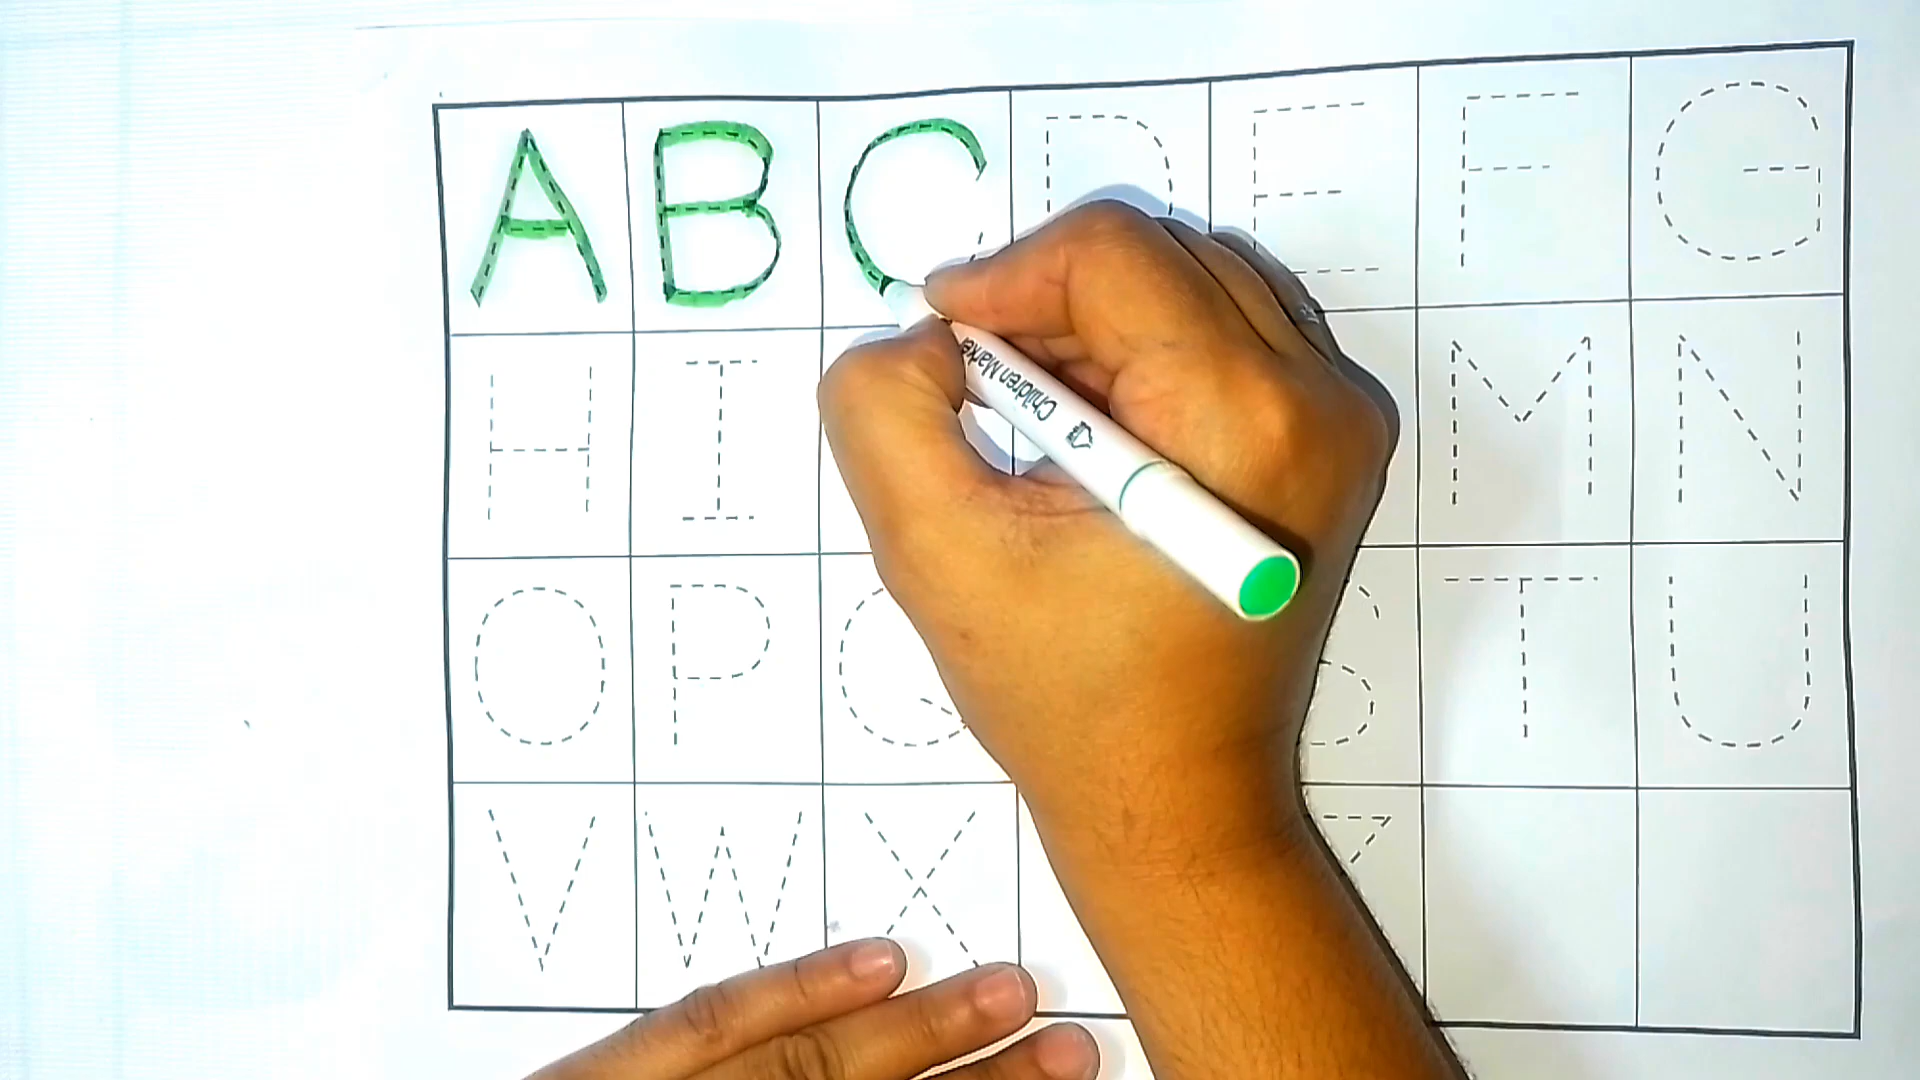 A B C D E F G
H I M N
O P Q S T U
V W X Z
Children Marker